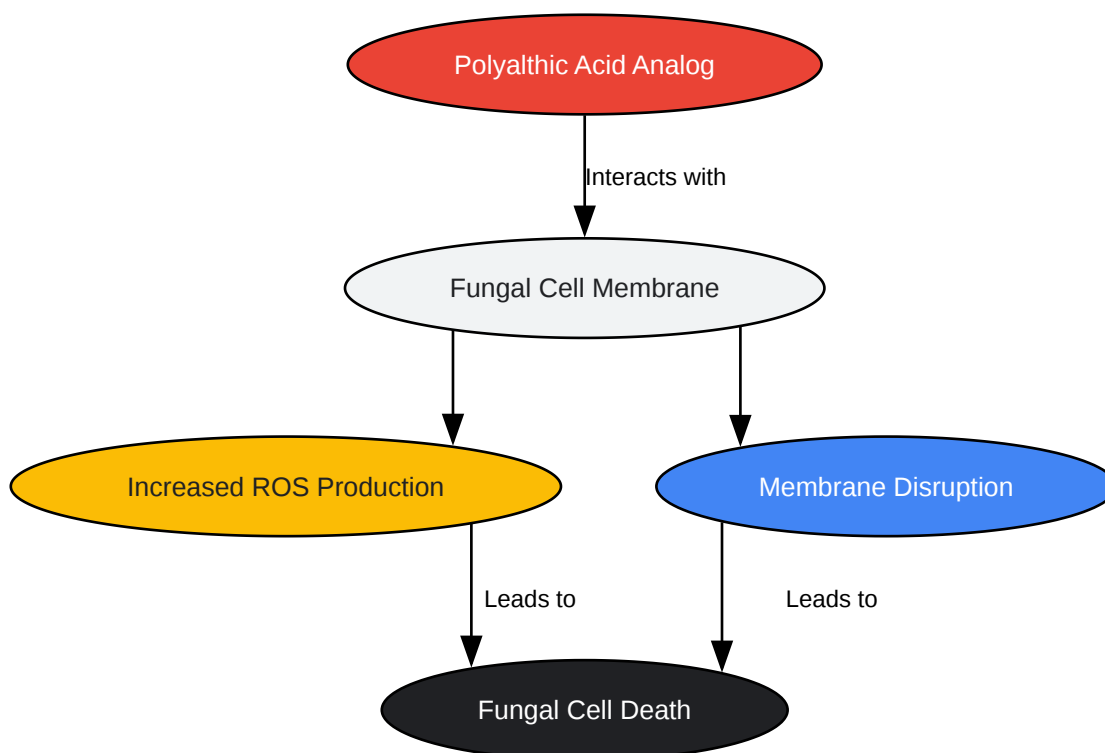 Polyalthic Acid Analog
Interacts with
Fungal Cell Membrane
Increased ROS Production
Membrane Disruption
Leads to
Leads to
Fungal Cell Death